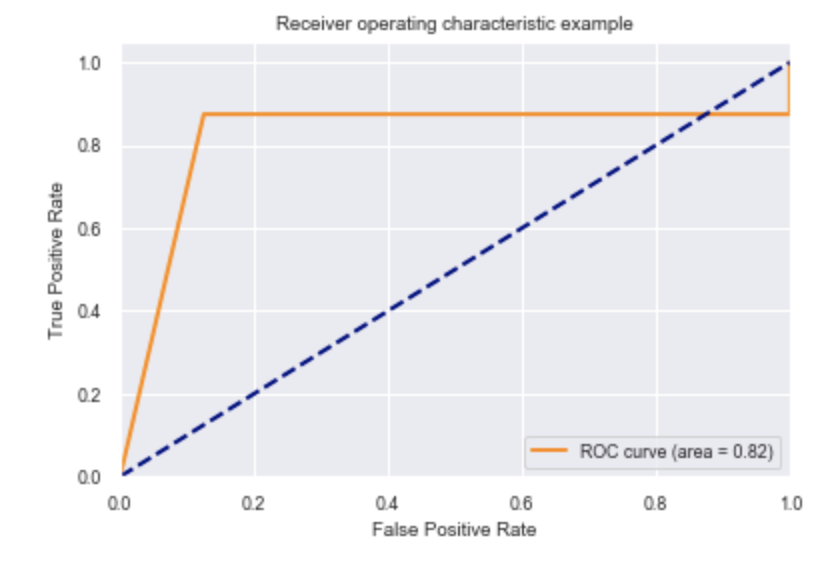 Receiver operating characteristic example
True Positive Rate
1.0
0.8
0.6
0.4
0.2
0.0
ROC curve (area = 0.82)
0.0 0.2 0.4 0.6 0.8 1.0
False Positive Rate